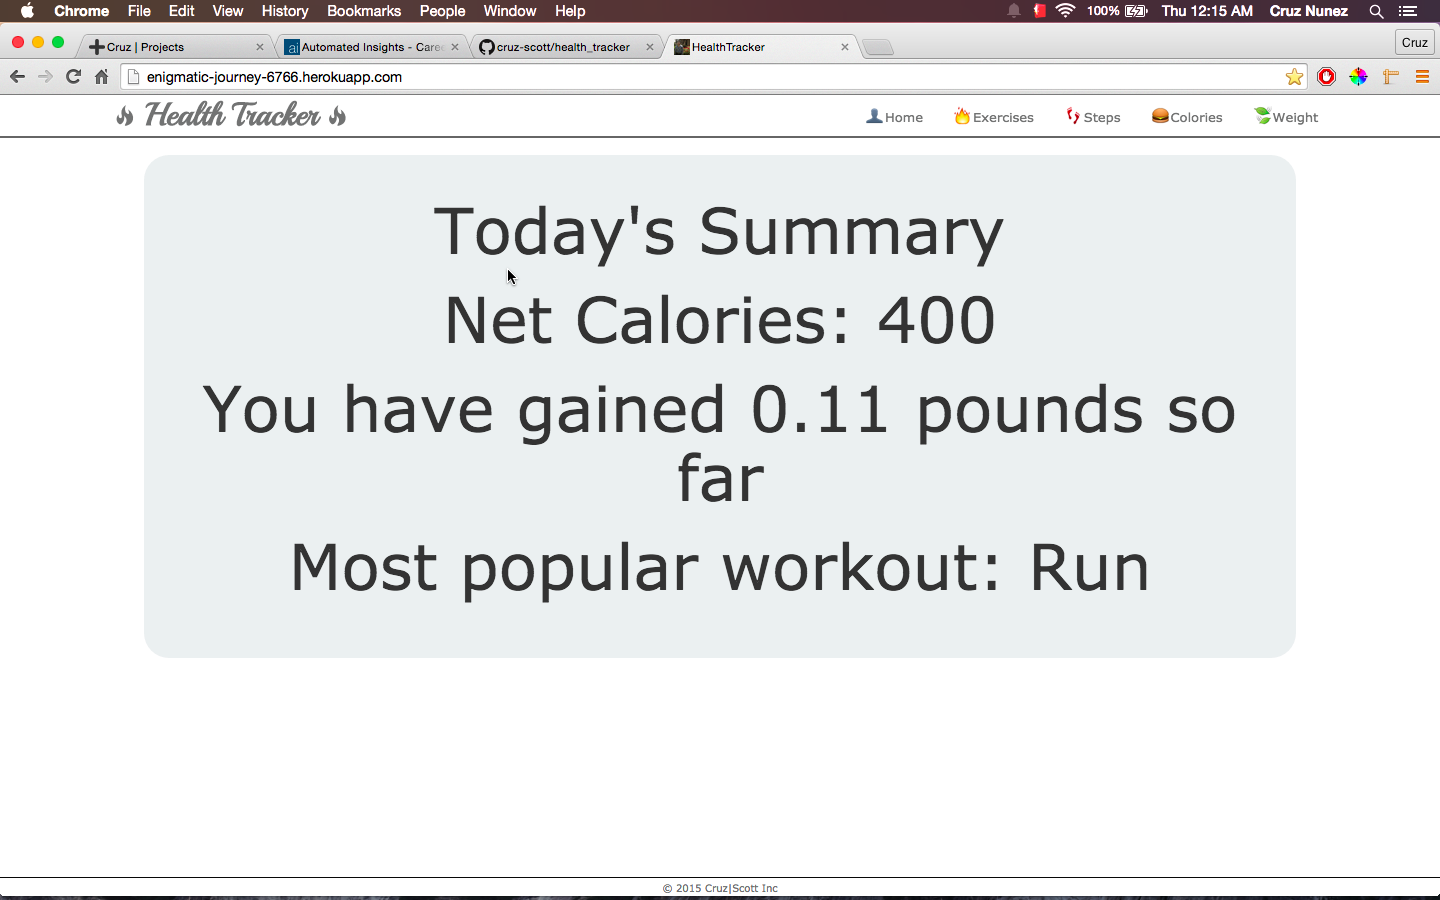 Chrome File Edit View History Bookmarks People Window Help 100% Thu 12:15 AM Cruz Nunez
Cruz | Projects Automated Insights - Care cruz-scott/health_tracker HealthTracker Cruz
enigmatic-journey-6766.herokuapp.com
Health Tracker Home Exercises Steps Calories Weight
Today's Summary
Net Calories: 400
You have gained 0.11 pounds so
far
Most popular workout: Run
© 2015 Cruz|Scott Inc